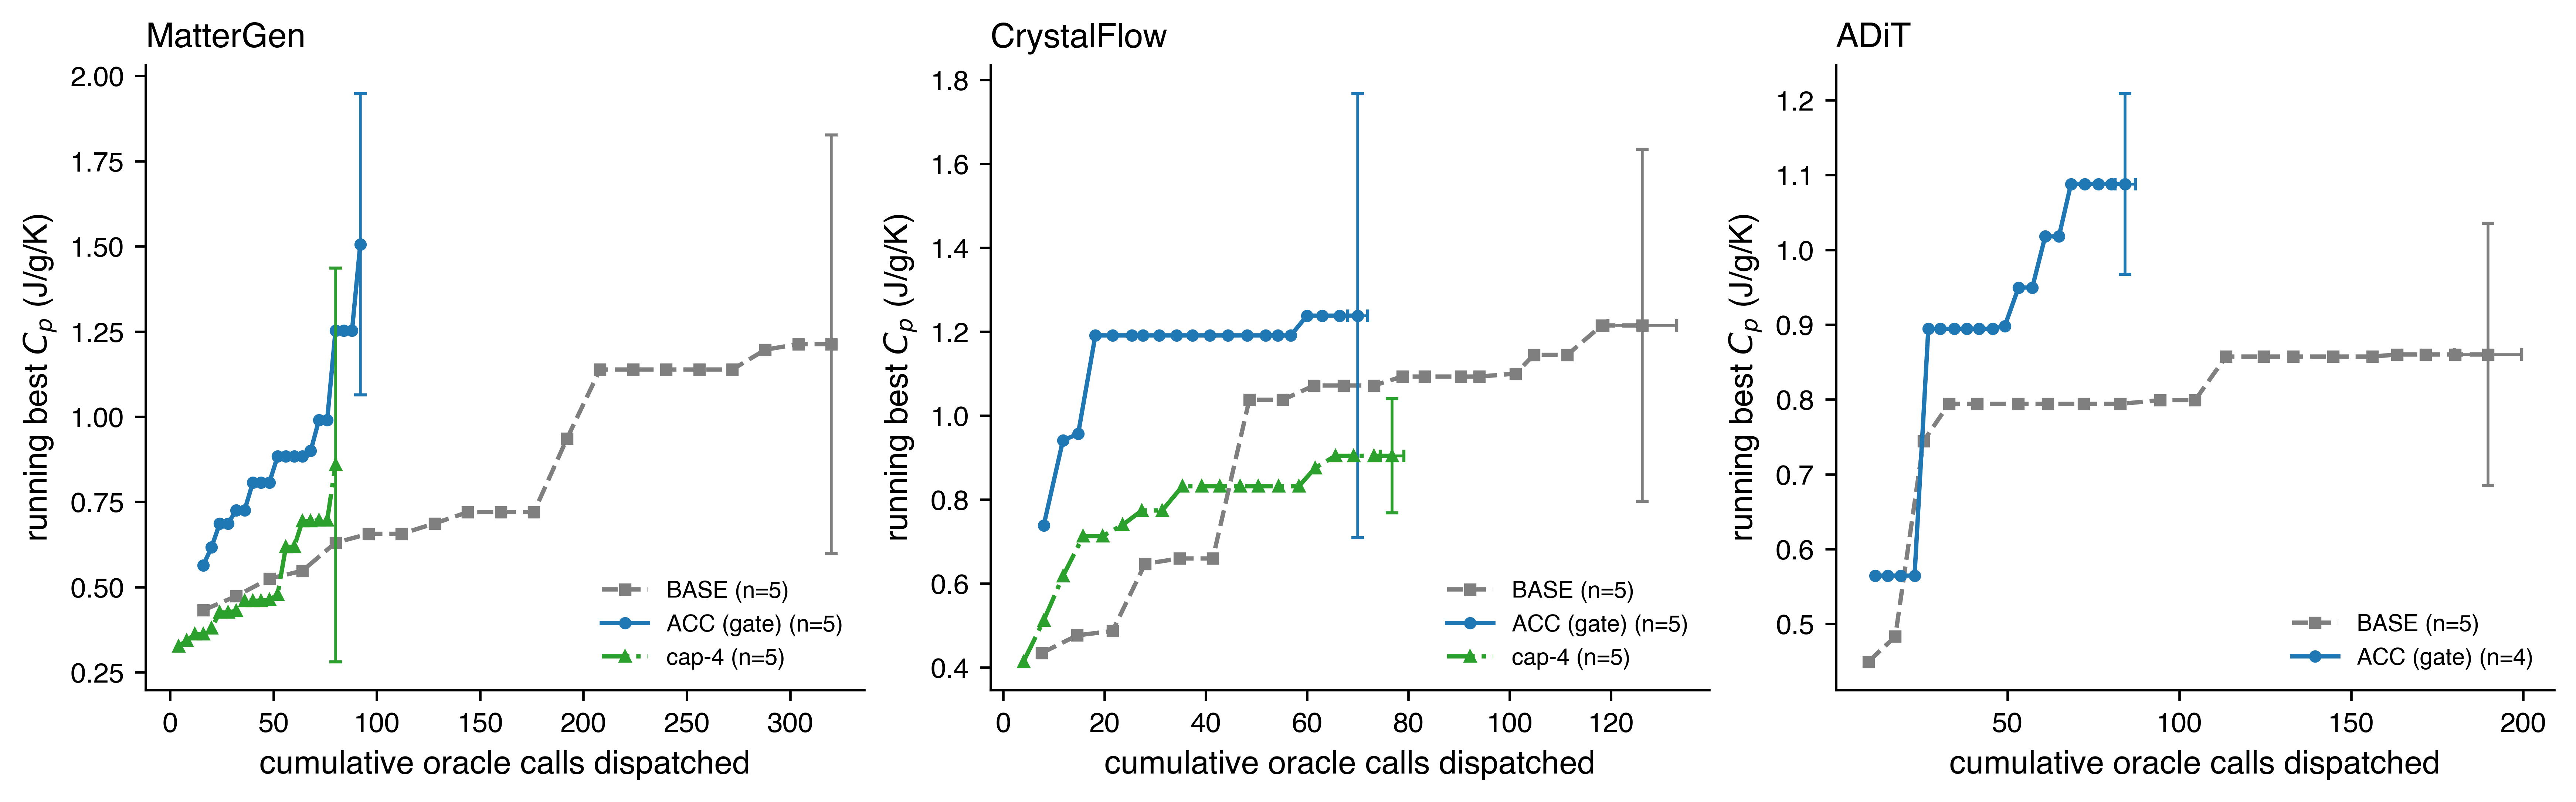 MatterGen
running best Cp (J/g/K)
2.00
1.75
1.50
1.25
1.00
0.75
0.50
0.25
0
50
100
150
200
250
300
cumulative oracle calls dispatched
BASE (n=5)
ACC (gate) (n=5)
cap-4 (n=5)
CrystalFlow
running best Cp (J/g/K)
1.8
1.6
1.4
1.2
1.0
0.8
0.6
0.4
0
20
40
60
80
100
120
cumulative oracle calls dispatched
BASE (n=5)
ACC (gate) (n=5)
cap-4 (n=5)
ADiT
running best Cp (J/g/K)
1.2
1.1
1.0
0.9
0.8
0.7
0.6
0.5
50
100
150
200
cumulative oracle calls dispatched
BASE (n=5)
ACC (gate) (n=4)